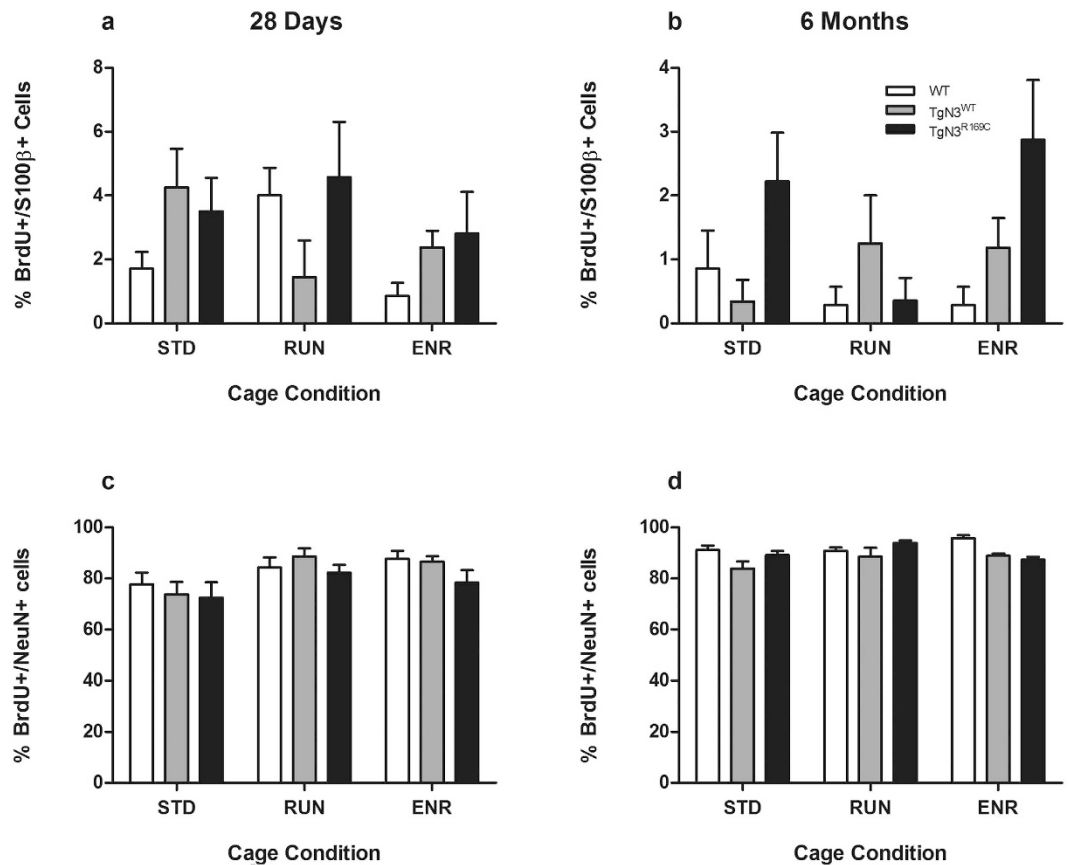 a 28 Days
% BrdU+/S100β+ Cells
8
6
4
2
0
STD RUN ENR
Cage Condition
b 6 Months
% BrdU+/S100β+ Cells
4
3
2
1
0
WT
TgN3WT
TgN3R169C
STD RUN ENR
Cage Condition
c
% BrdU+/NeuN+ cells
100
80
60
40
20
0
STD RUN ENR
Cage Condition
d
% BrdU+/NeuN+ cells
100
80
60
40
20
0
STD RUN ENR
Cage Condition